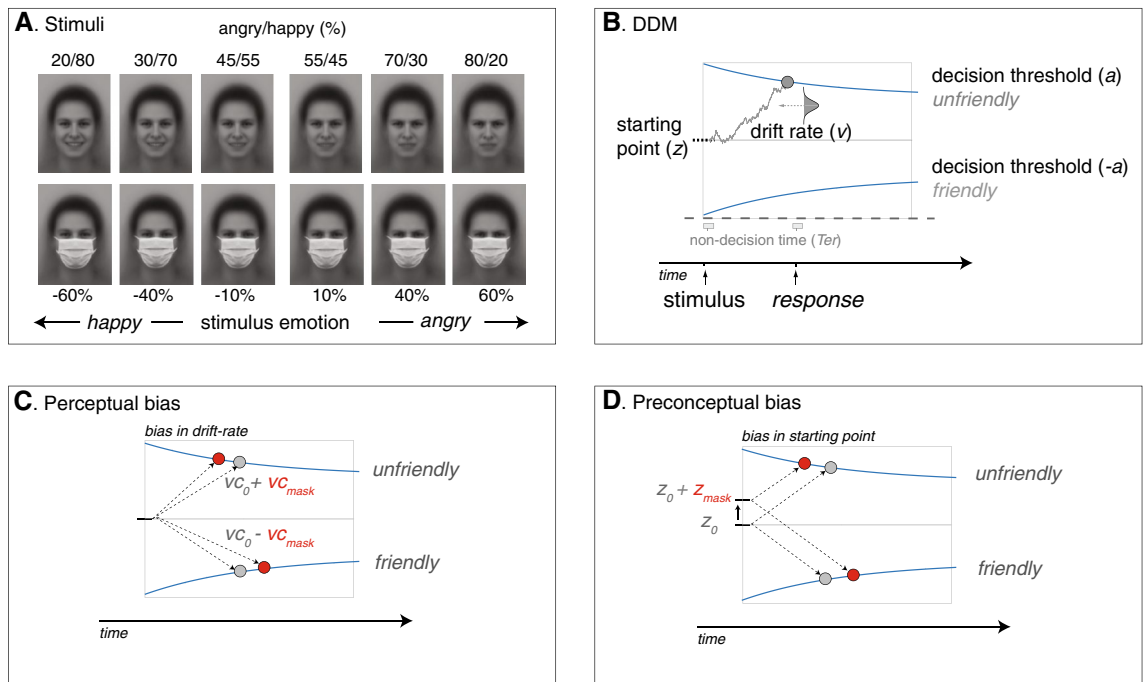 A. Stimuli
angry/happy (%)
20/80 30/70 45/55 55/45 70/30 80/20
-60% -40% -10% 10% 40% 60%
happy stimulus emotion angry
B. DDM
decision threshold (a)
unfriendly
starting
point (z)
drift rate (v)
decision threshold (-a)
friendly
non-decision time (Ter)
time
stimulus response
C. Perceptual bias
bias in drift-rate
unfriendly
vc0 + vcmask
vc0 - vcmask
friendly
time
D. Preconceptual bias
bias in starting point
unfriendly
z0 + zmask
z0
friendly
time